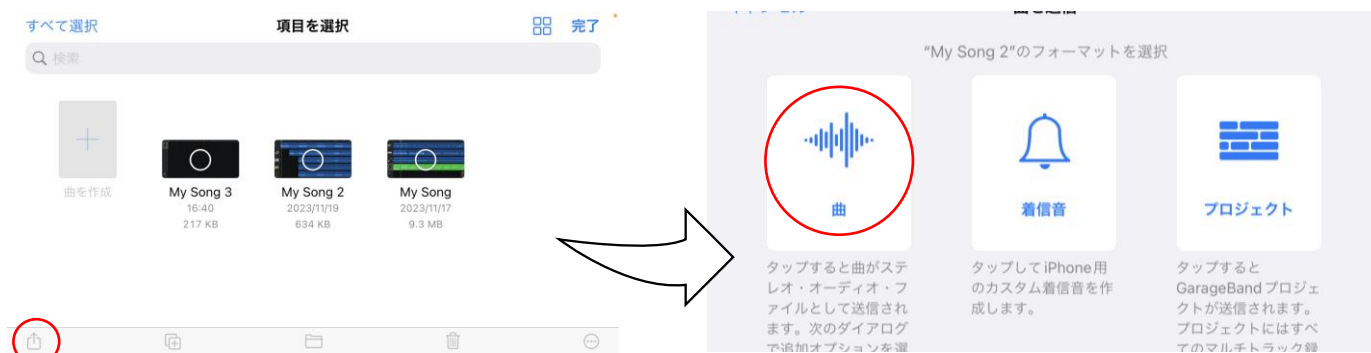 すべて選択
項目を選択
完了
検索
曲を作成
My Song 3
16:40
217 KB
My Song 2
2023/11/19
634 KB
My Song
2023/11/17
9.3 MB
"My Song 2"のフォーマットを選択
曲
タップすると曲がステ
レオ・オーディオ・フ
ァイルとして送信され
ます。次のダイアログ
で追加オプションを選
着信音
タップしてiPhone用
のカスタム着信音を作
成します。
プロジェクト
タップすると
GarageBandプロジェ
クトが送信されます。
プロジェクトにはすべ
てのマルチトラック録